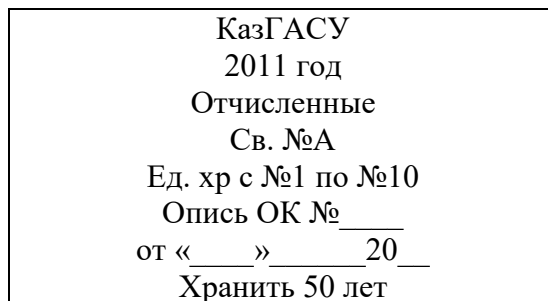 КазГАСУ
2011 год
Отчисленные
Св. №А
Ед. хр с №1 по №10
Опись ОК №____
от «____»______20__
Хранить 50 лет